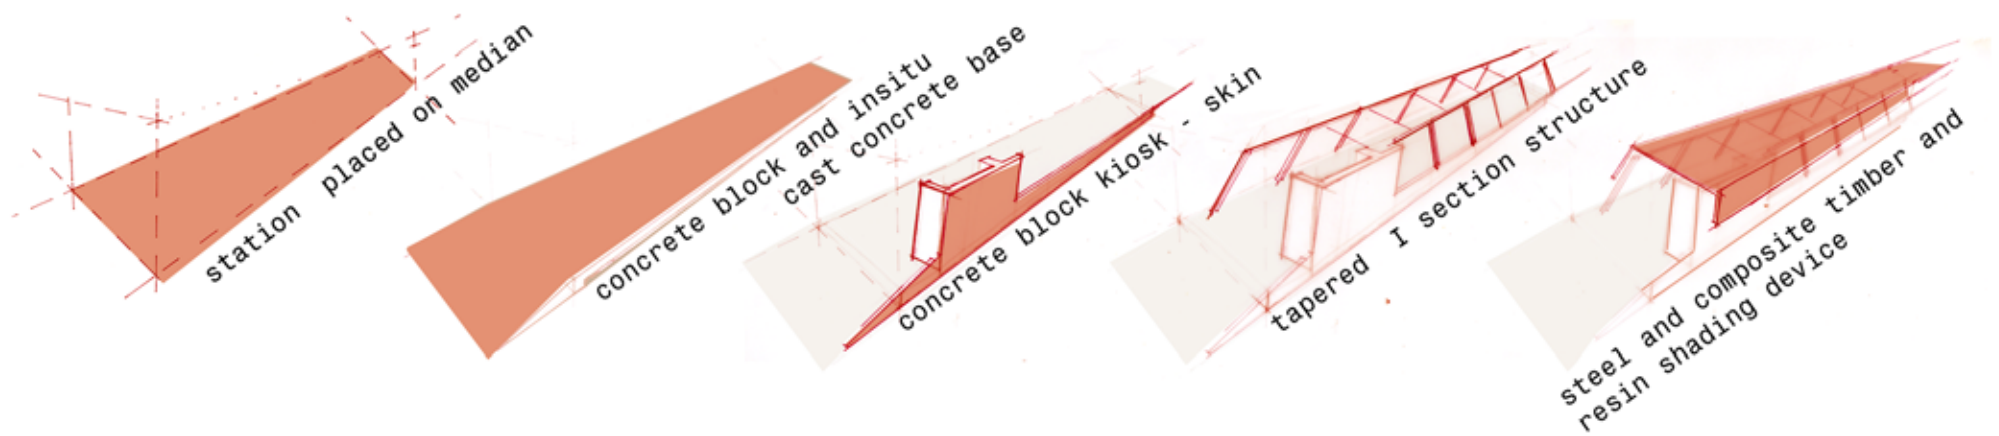 station placed on median
concrete block and insitu
cast concrete base
concrete block kiosk - skin
tapered I section structure
steel and composite timber and
resin shading device